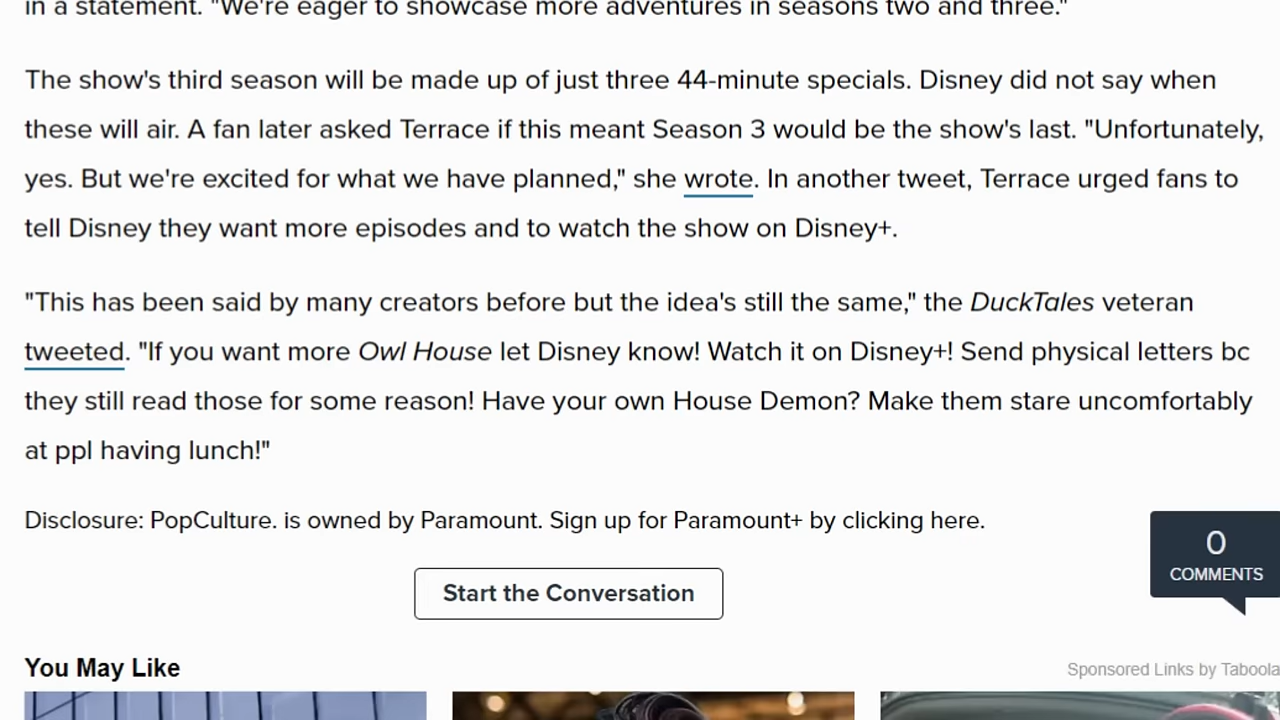 in a statement. "We're eager to showcase more adventures in seasons two and three."
The show's third season will be made up of just three 44-minute specials. Disney did not say when
these will air. A fan later asked Terrace if this meant Season 3 would be the show's last. "Unfortunately,
yes. But we're excited for what we have planned," she wrote. In another tweet, Terrace urged fans to
tell Disney they want more episodes and to watch the show on Disney+.
"This has been said by many creators before but the idea's still the same," the DuckTales veteran
tweeted. "If you want more Owl House let Disney know! Watch it on Disney+! Send physical letters bc
they still read those for some reason! Have your own House Demon? Make them stare uncomfortably
at ppl having lunch!"
Disclosure: PopCulture. is owned by Paramount. Sign up for Paramount+ by clicking here.
0
COMMENTS
Start the Conversation
You May Like
Sponsored Links by Taboola